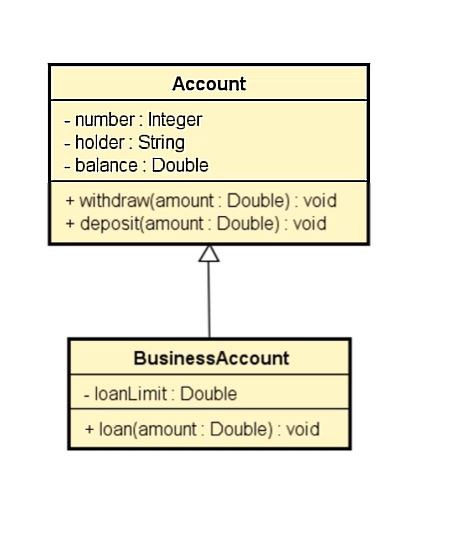 Account
- number : Integer
- holder : String
- balance : Double
+ withdraw(amount : Double) : void
+ deposit(amount : Double) : void
BusinessAccount
- loanLimit : Double
+ loan(amount : Double) : void